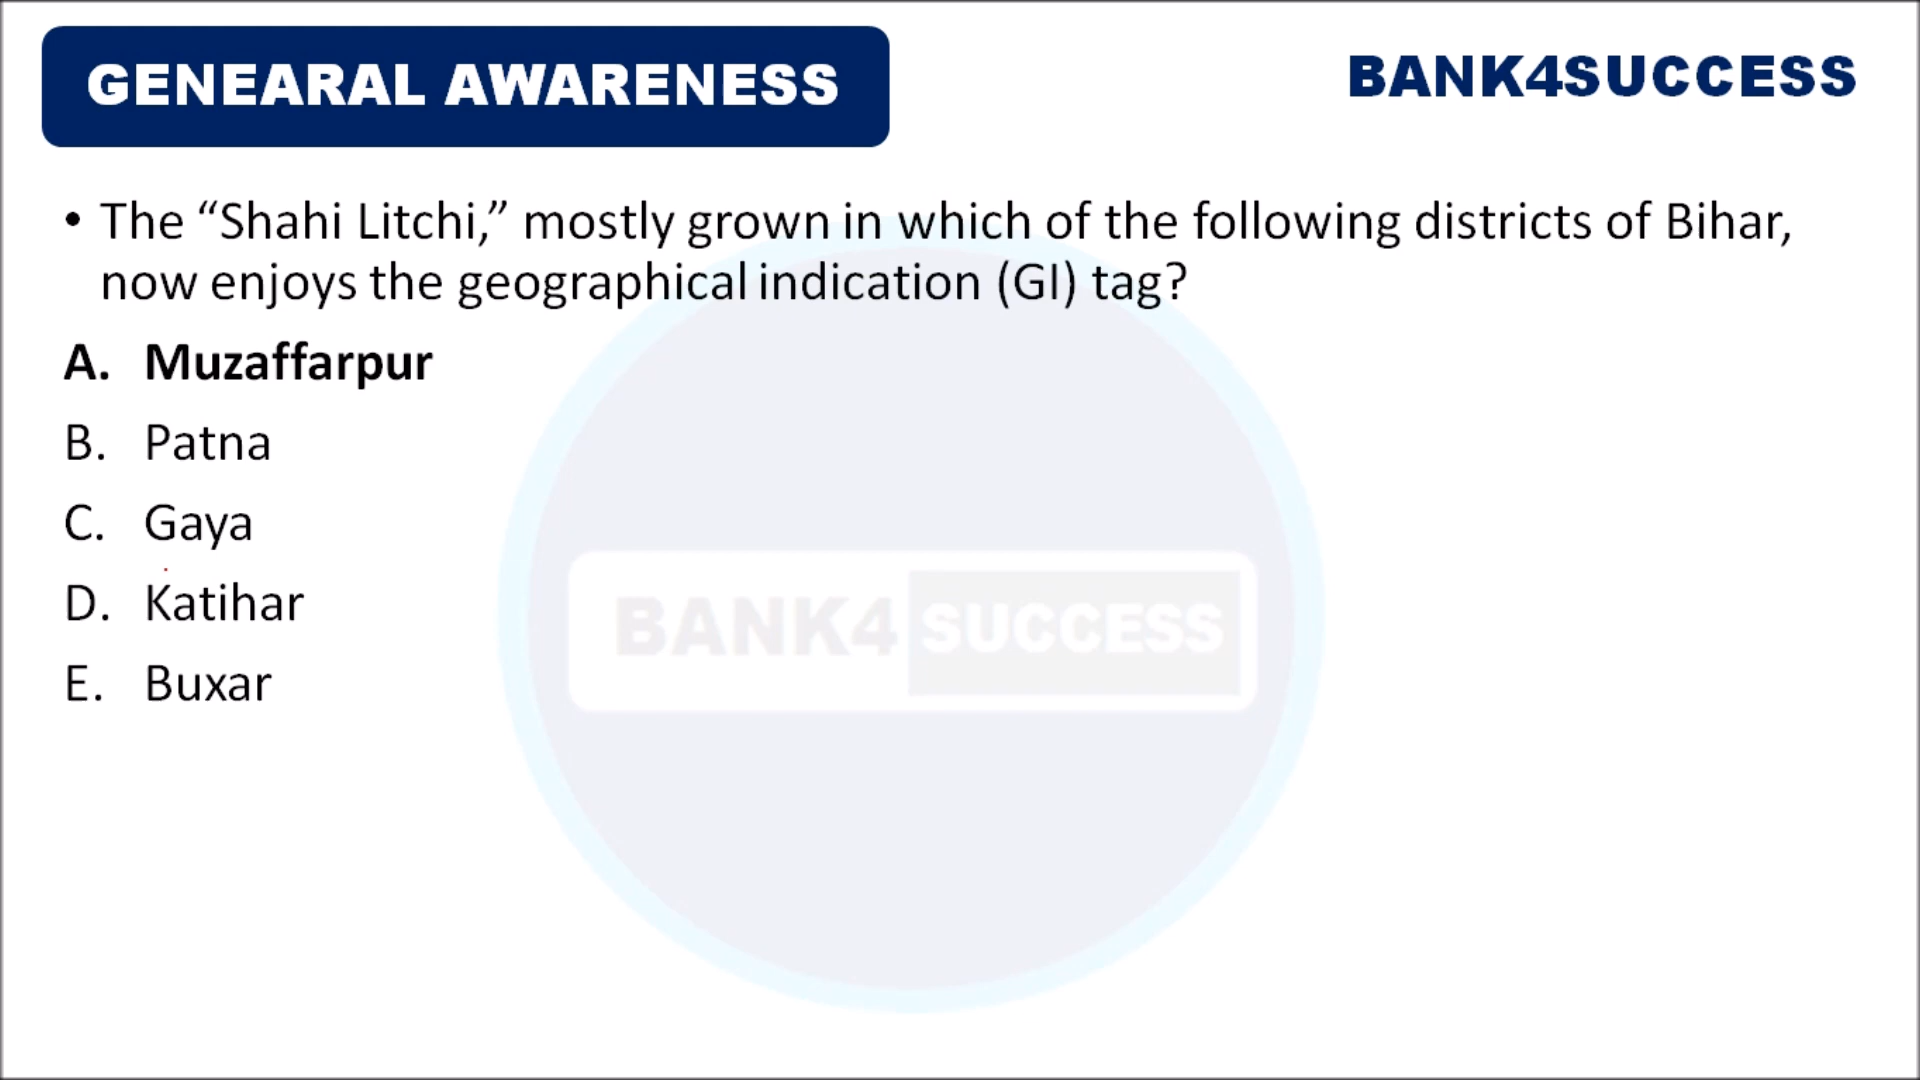 GENEARAL AWARENESS
BANK4SUCCESS
• The “Shahi Litchi,” mostly grown in which of the following districts of Bihar,
now enjoys the geographical indication (GI) tag?
A. Muzaffarpur
B. Patna
C. Gaya
D. Katihar
E. Buxar
BANK4 SUCCESS